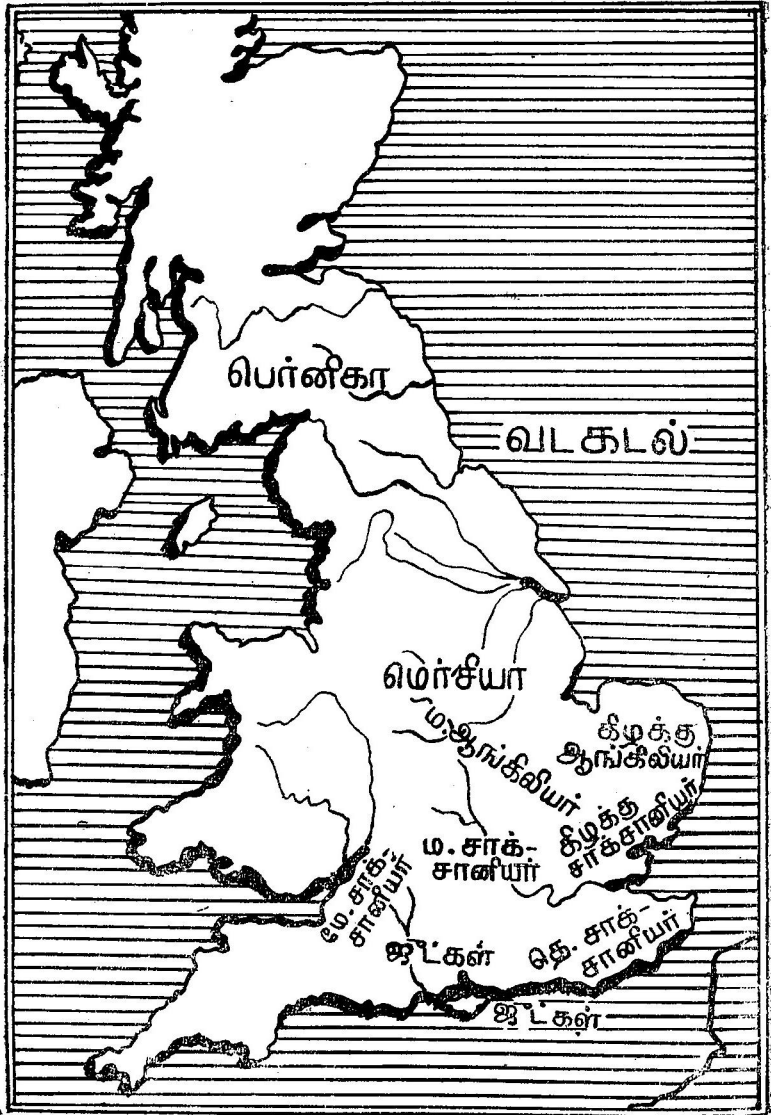 பெர்னீகா
வடகடல்
மெர்சீயா
ம.ஆங்கிலியர்
கிழக்கு
ஆங்கிலியர்
கிழக்கு
சாக்சானியர்
ம. சாக்-
சானியர்
மே. சாக்-
சானியர்
ஜுட்கள்
தெ. சாக்-
சானியர்
ஜுட்கள்